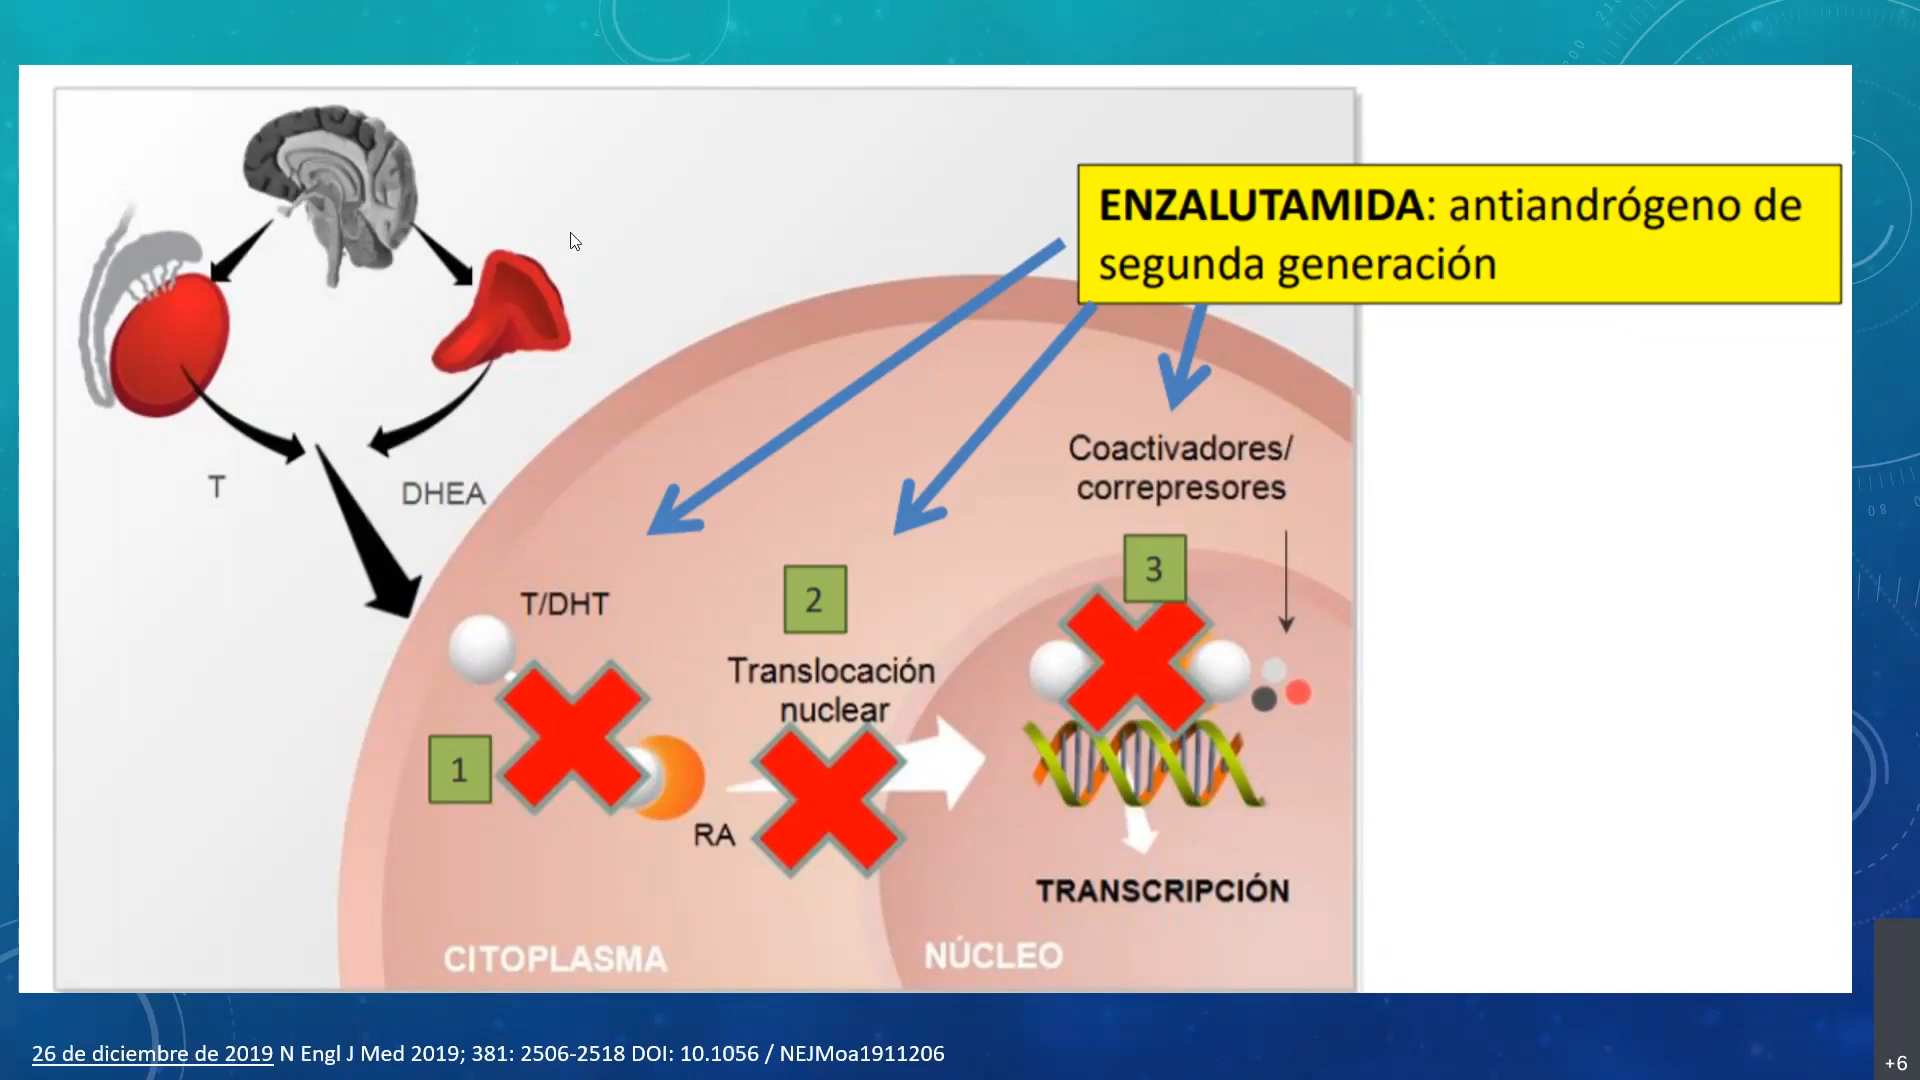 ENZALUTAMIDA: antiandrógeno de
segunda generación
Coactivadores/
correpresores
T
DHEA
T/DHT
1
2
3
Translocación
nuclear
RA
TRANSCRIPCIÓN
CITOPLASMA
NÚCLEO
26 de diciembre de 2019 N Engl J Med 2019; 381: 2506-2518 DOI: 10.1056 / NEJMoa1911206
+6